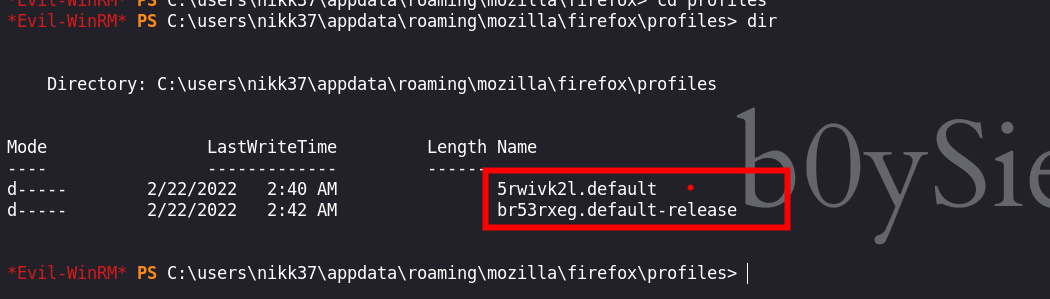 *Evil-WinRM* PS C:\users\nikk37\appdata\roaming\mozilla\firefox> cd profiles
*Evil-WinRM* PS C:\users\nikk37\appdata\roaming\mozilla\firefox\profiles> dir
Directory: C:\users\nikk37\appdata\roaming\mozilla\firefox\profiles
Mode LastWriteTime Length Name
---- ------------- ------
d----- 2/22/2022 2:40 AM 5rwivk2l.default
d----- 2/22/2022 2:42 AM br53rxeg.default-release
*Evil-WinRM* PS C:\users\nikk37\appdata\roaming\mozilla\firefox\profiles>
b0ySie